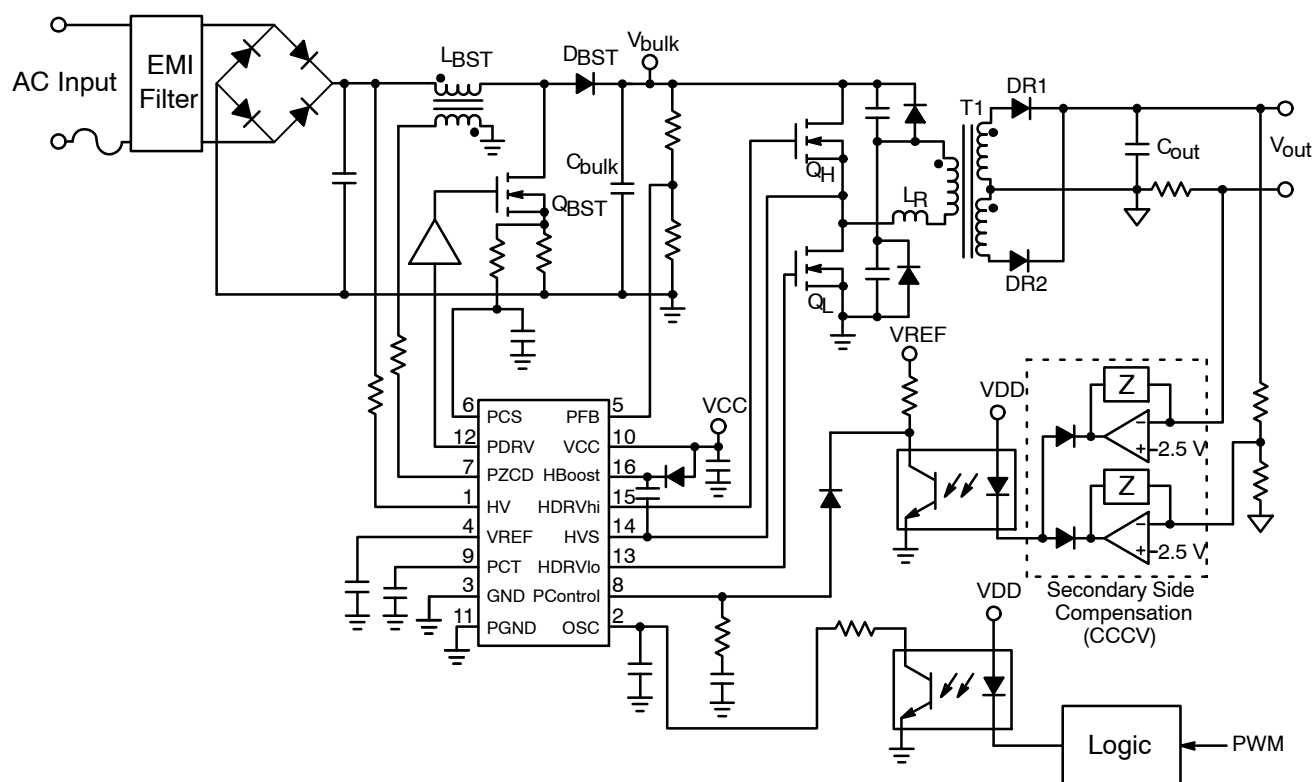 AC Input
EMI
Filter
LBST
DBST
Vbulk
Cbulk
QBST
QH
QL
LR
T1
DR1
DR2
Cout
Vout
VREF
VDD
Z
−
+
2.5 V
Z
−
+
2.5 V
Secondary Side
Compensation
(CCCV)
VCC
6 PCS PFB 5
12 PDRV VCC 10
7 PZCD HBoost 16
1 HV HDRVhi 15
4 VREF HVS 14
9 PCT HDRVlo 13
3 GND PControl 8
11 PGND OSC 2
VDD
Logic
PWM